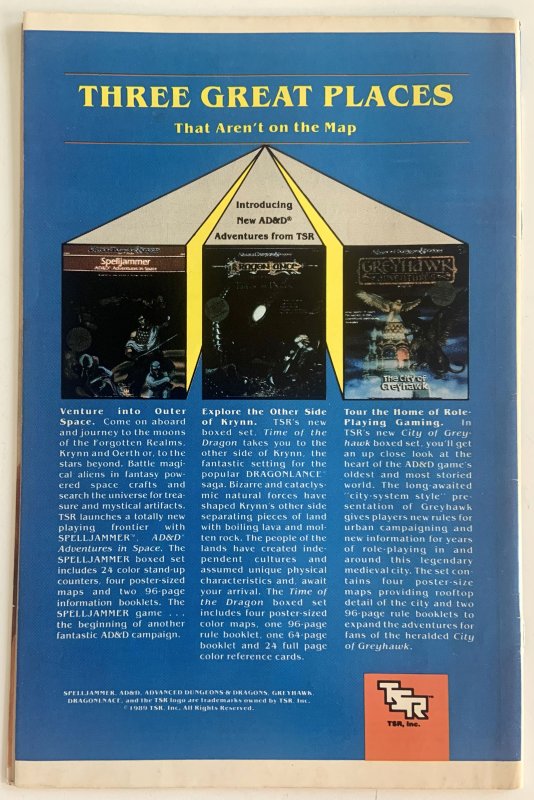 THREE GREAT PLACES
That Aren't on the Map
Introducing
New AD&D®
Adventures from TSR
Spelljammer
AD&D Adventures in Space
GREYHAWK
The City of
Greyhawk
Venture into Outer
Space. Come on aboard
and journey to the moons
of the Forgotten Realms,
Krynn and Oerth or, to the
stars beyond. Battle magi-
cal aliens in fantasy pow-
ered space crafts and
search the universe for trea-
sure and mystical artifacts.
TSR launches a totally new
playing frontier with
SPELLJAMMER™, AD&D®
Adventures in Space. The
SPELLJAMMER boxed set
includes 24 color stand-up
counters, four poster-sized
maps and two 96-page
information booklets. The
SPELLJAMMER game . . .
the beginning of another
fantastic AD&D campaign.
Explore the Other Side
of Krynn. TSR's new
boxed set, Time of the
Dragon takes you to the
other side of Krynn, the
fantastic setting for the
popular DRAGONLANCE®
saga. Bizarre and cataclys-
mic natural forces have
shaped Krynn's other side
separating pieces of land
with boiling lava and mol-
ten rock. The people of the
lands have created inde-
pendent cultures and
assumed unique physical
characteristics and, await
your arrival. The Time of
the Dragon boxed set
includes four poster-sized
color maps, one 96-page
rule booklet, one 64-page
booklet and 24 full page
color reference cards.
Tour the Home of Role-
Playing Gaming. In
TSR's new City of Grey-
hawk boxed set, you'll get
an up close look at the
heart of the AD&D game's
oldest and most storied
world. The long-awaited
"city-system style" pre-
sentation of Greyhawk
gives players new rules for
urban campaigning and
new information for years
of role-playing in and
around this legendary
medieval city. The set con-
tains four poster-size
maps providing rooftop
detail of the city and two
96-page rule booklets to
expand the adventures for
fans of the heralded City
of Greyhawk.
SPELLJAMMER, AD&D, ADVANCED DUNGEONS & DRAGONS, GREYHAWK,
DRAGONLNACE, and the TSR logo are trademarks owned by TSR, Inc.
©1989 TSR, Inc. All Rights Reserved.
TSR™
TSR, Inc.